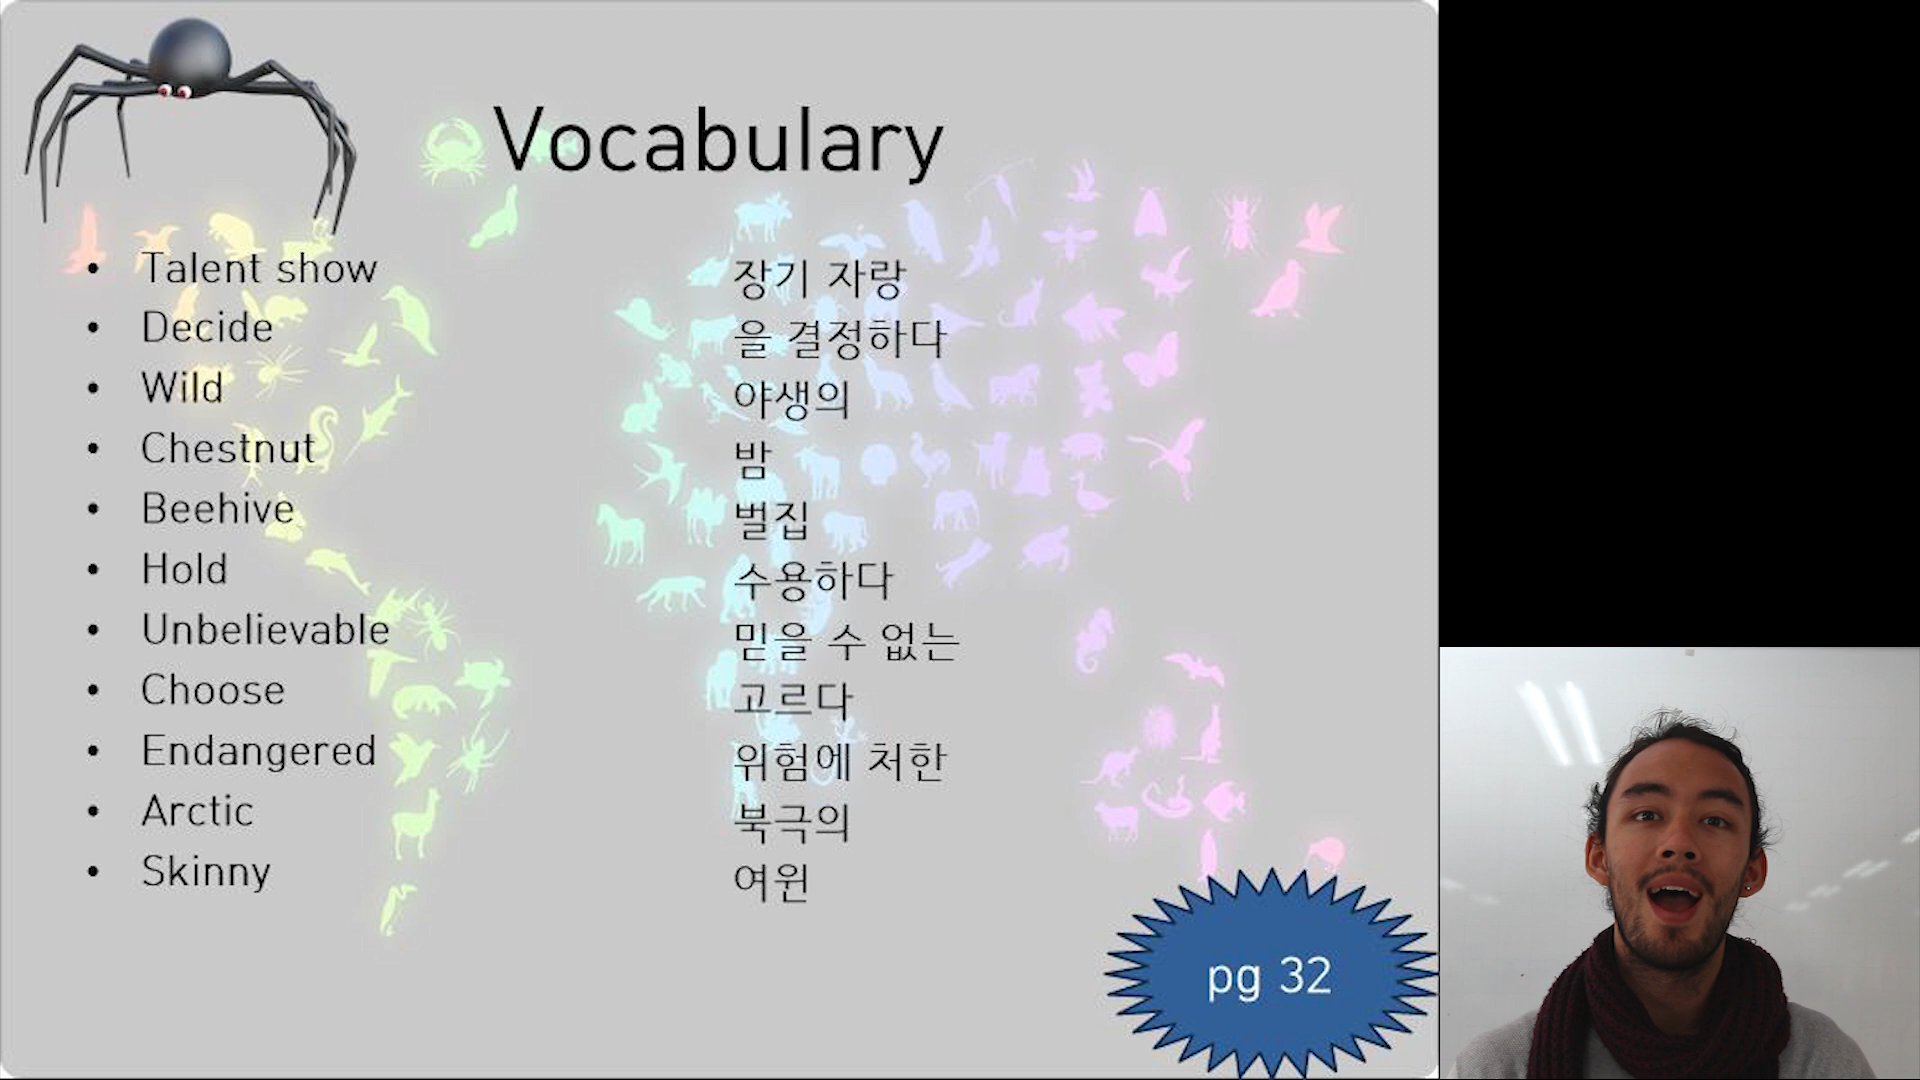 Vocabulary
• Talent show
• Decide
• Wild
• Chestnut
• Beehive
• Hold
• Unbelievable
• Choose
• Endangered
• Arctic
• Skinny
장기 자랑
을 결정하다
야생의
밤
벌집
수용하다
믿을 수 없는
고르다
위험에 처한
북극의
여윈
pg 32